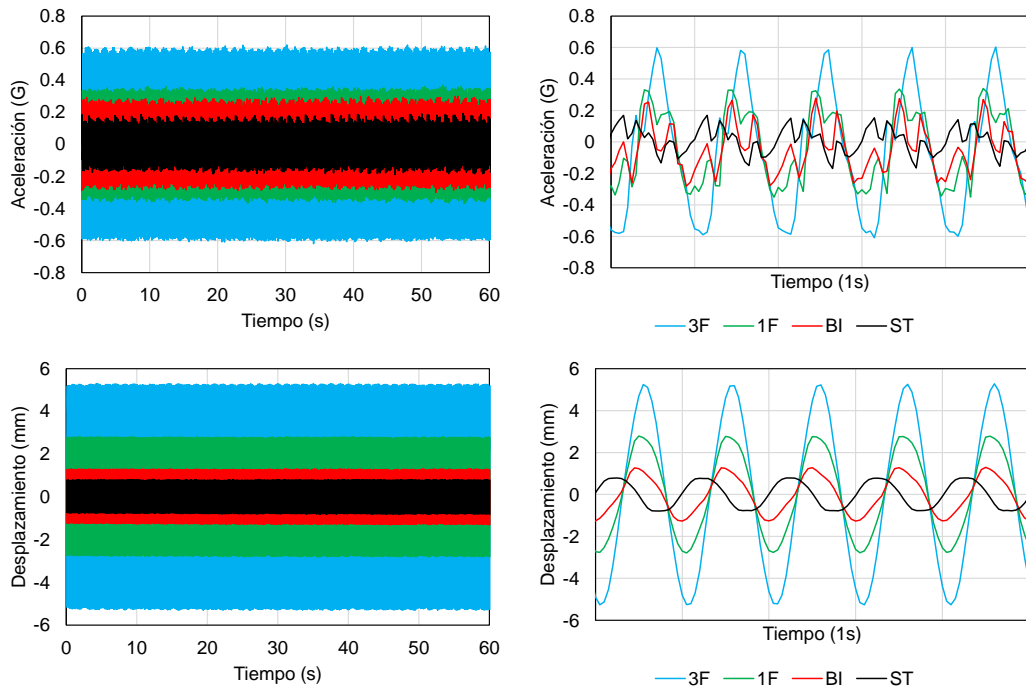 Aceleración (G)
0.8
0.6
0.4
0.2
0
-0.2
-0.4
-0.6
-0.8
0 10 20 30 40 50 60
Tiempo (s)
Aceleración (G)
0.8
0.6
0.4
0.2
0
-0.2
-0.4
-0.6
-0.8
Tiempo (1s)
3F 1F BI ST
Desplazamiento (mm)
6
4
2
0
-2
-4
-6
0 10 20 30 40 50 60
Tiempo (s)
Desplazamiento (mm)
6
4
2
0
-2
-4
-6
Tiempo (1s)
3F 1F BI ST